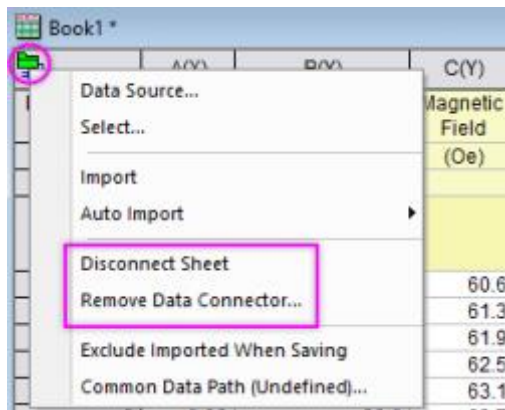 Book1 *
C(Y)
Data Source...
Magnetic
Select...
Field
(Oe)
Import
Auto Import
Disconnect Sheet
60.6
Remove Data Connector...
61.3
61.9
Exclude Imported When Saving
62.5
Common Data Path (Undefined)...
63.1